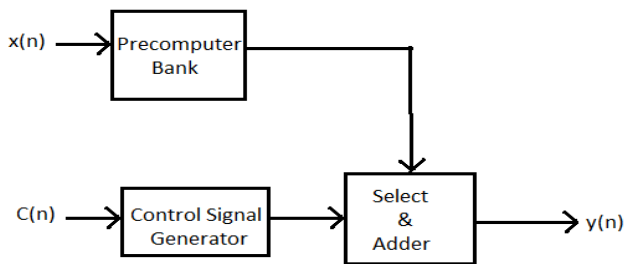 x(n)
Precomputer
Bank
C(n)
Control Signal
Generator
Select
&
Adder
y(n)